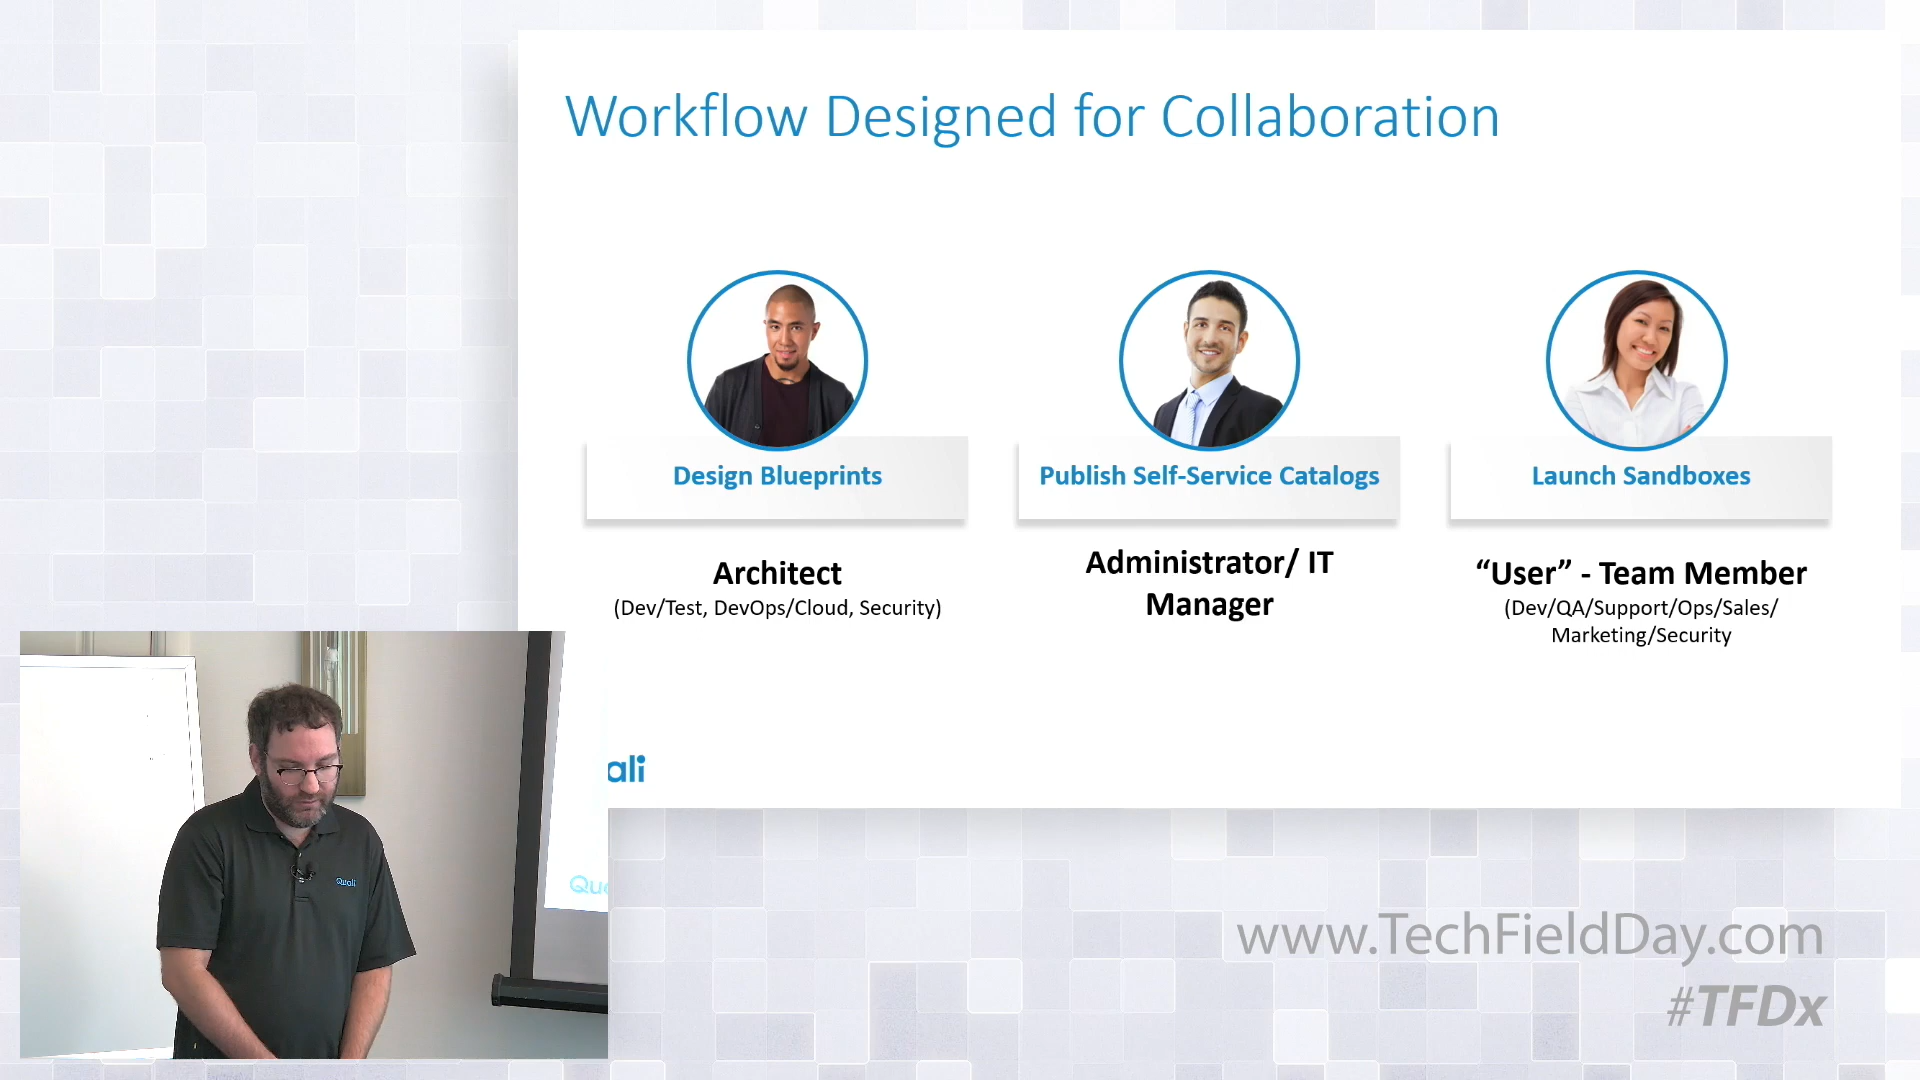 Workflow Designed for Collaboration
Design Blueprints
Publish Self-Service Catalogs
Launch Sandboxes
Architect
(Dev/Test, DevOps/Cloud, Security)
Administrator/ IT
Manager
“User” - Team Member
(Dev/QA/Support/Ops/Sales/
Marketing/Security
ali
Quali
Qu
www.TechFieldDay.com
#TFDx